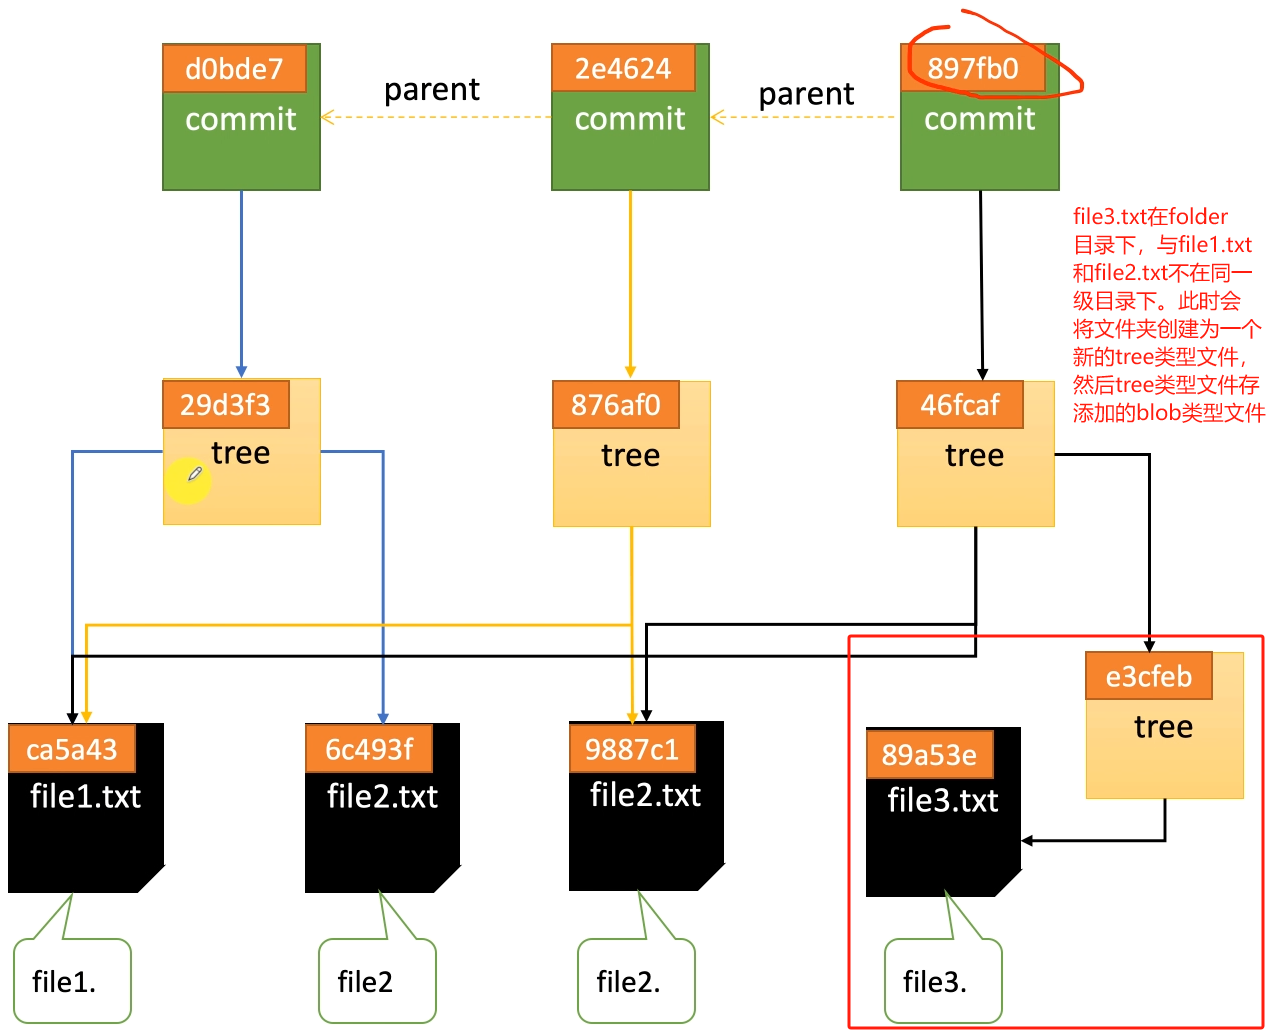 d0bde7
commit
parent
2e4624
commit
parent
897fb0
commit
file3.txt在folder
目录下，与file1.txt
和file2.txt不在同一
级目录下。此时会
将文件夹创建为一个
新的tree类型文件，
然后tree类型文件存
添加的blob类型文件
29d3f3
tree
876af0
tree
46fcaf
tree
e3cfeb
tree
ca5a43
file1.txt
6c493f
file2.txt
9887c1
file2.txt
89a53e
file3.txt
file1.
file2
file2.
file3.